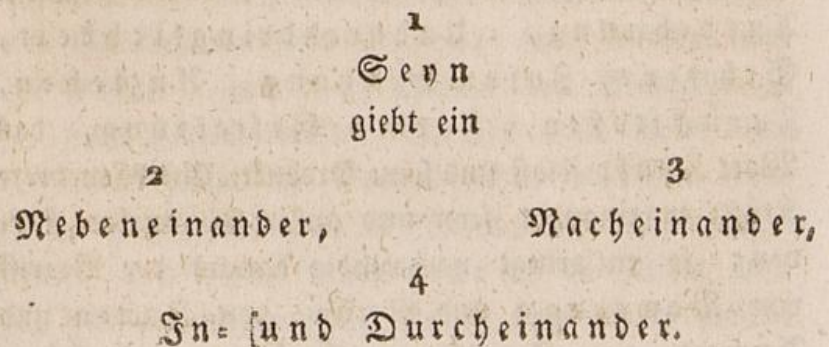 1
Seyn
giebt ein
2 3
Nebeneinander, Nacheinander,
4
In- und Durcheinander.